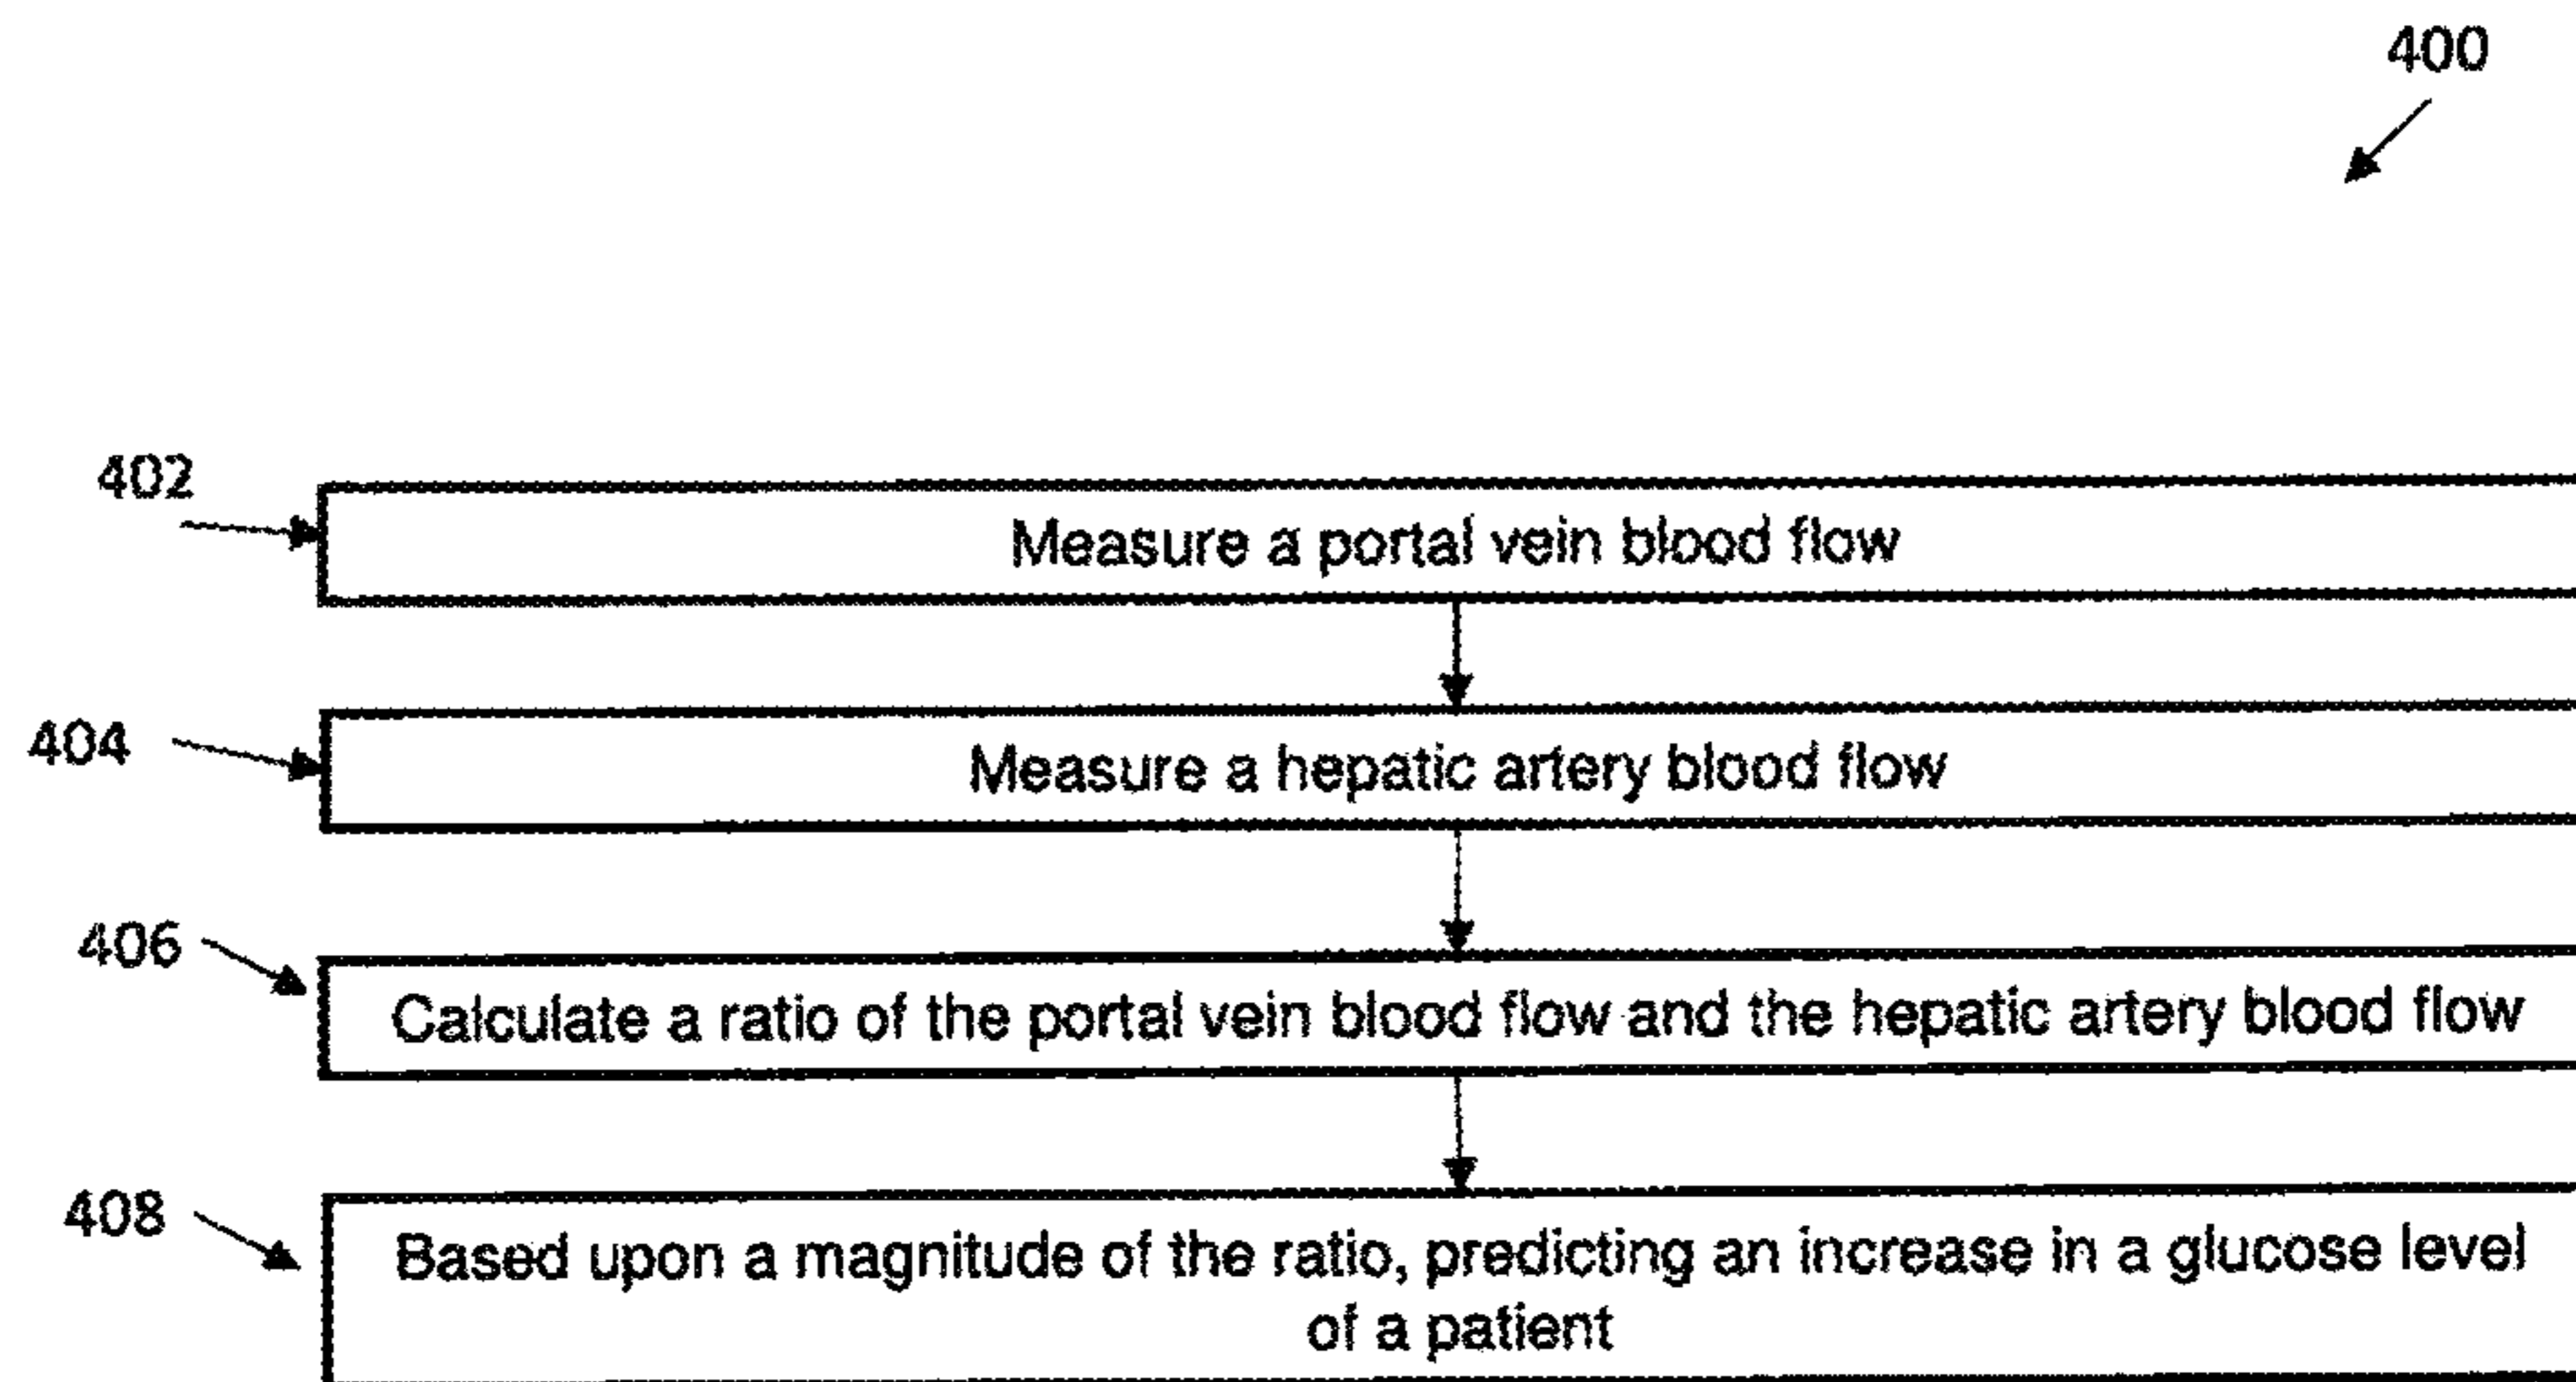 400
402
Measure a portal vein blood flow
404
Measure a hepatic artery blood flow
406
Calculate a ratio of the portal vein blood flow and the hepatic artery blood flow
408
Based upon a magnitude of the ratio, predicting an increase in a glucose level
of a patient